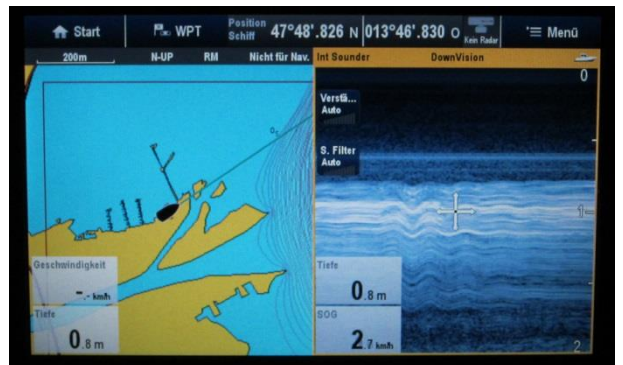 Start
WPT
Position
Schiff
47°48'.826 N
013°46'.830 O
Kein Radar
Menü
200m
N-UP
RM
Nicht für Nav.
Int Sounder
DownVision
0
Verstä...
Auto
S. Filter
Auto
1
Geschwindigkeit
-.- km/h
Tiefe
0.8 m
Tiefe
0.8 m
SOG
2.7 km/h
2